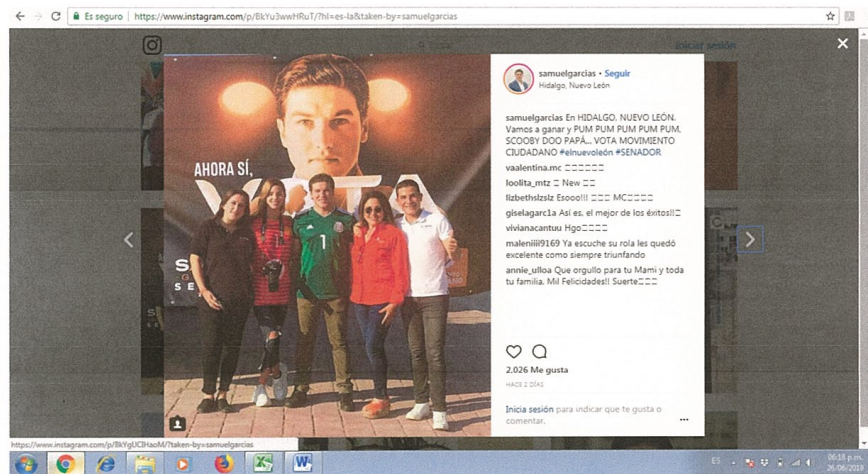 Es seguro | https://www.instagram.com/p/BkYu3wwHRuT/?hl=es-la&taken-by=samuelgarcias
Iniciar sesión
samuelgarcias • Seguir
Hidalgo, Nuevo León
samuelgarcias En HIDALGO. NUEVO LEÓN.
Vamos a ganar y PUM PUM PUM PUM PUM,
SCOOBY DOO PAPÁ... VOTA MOVIMIENTO
CIUDADANO #elnuevoleón #SENADOR
vaalentina.mc □□□□□□
loolita_mtz □ New □□
lizbethslzslz Esooo!!! □□□ MC□□□□
giselagarc1a Así es, el mejor de los éxitos!!□
vivianacantuu Hgo□□□□
maleniiii9169 Ya escuche su rola les quedó
excelente como siempre triunfando
annie_ulloa Que orgullo para tu Mami y toda
tu familia. Mil Felicidades!! Suerte□□□
AHORA SÍ,
VOTA
1
S
G
SE
2,026 Me gusta
HACE 2 DÍAS
Inicia sesión para indicar que te gusta o
comentar.
https://www.instagram.com/p/BkYgUClHaoM/?taken-by=samuelgarcias
ES
06:18 p.m.
26/06/2018